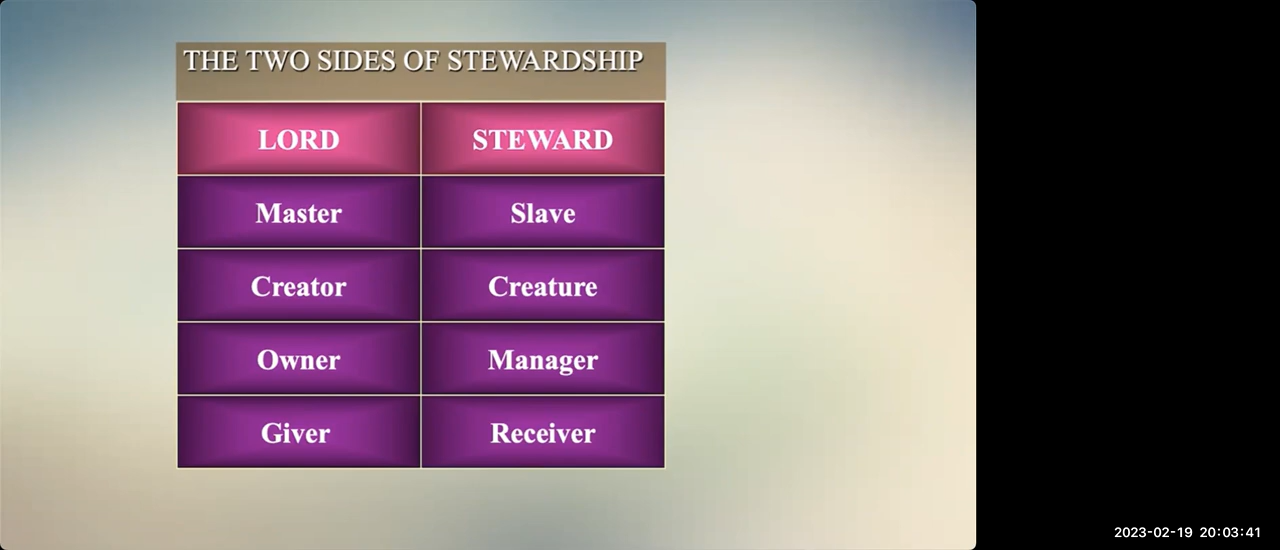 THE TWO SIDES OF STEWARDSHIP
LORD STEWARD
Master Slave
Creator Creature
Owner Manager
Giver Receiver
2023-02-19 20:03:41